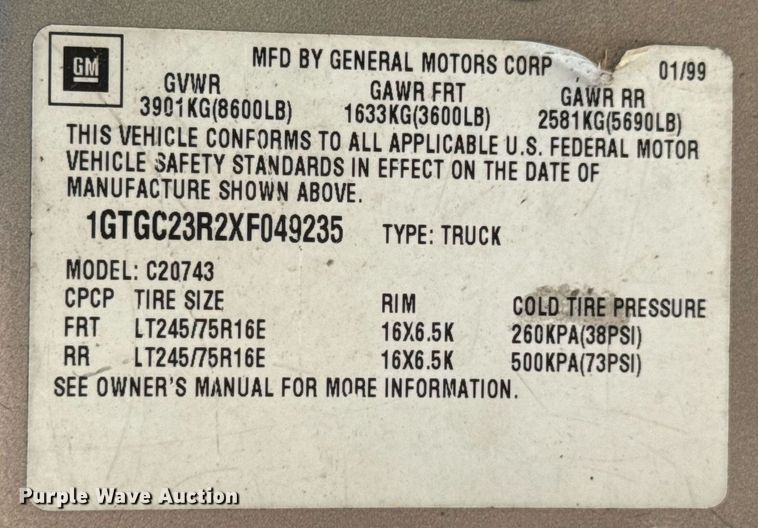 GM
MFD BY GENERAL MOTORS CORP 01/99
GVWR GAWR FRT GAWR RR
3901KG(8600LB) 1633KG(3600LB) 2581KG(5690LB)
THIS VEHICLE CONFORMS TO ALL APPLICABLE U.S. FEDERAL MOTOR
VEHICLE SAFETY STANDARDS IN EFFECT ON THE DATE OF
MANUFACTURE SHOWN ABOVE.
1GTGC23R2XF049235 TYPE: TRUCK
MODEL: C20743
CPCP TIRE SIZE RIM COLD TIRE PRESSURE
FRT LT245/75R16E 16X6.5K 260KPA(38PSI)
RR LT245/75R16E 16X6.5K 500KPA(73PSI)
SEE OWNER'S MANUAL FOR MORE INFORMATION.
Purple Wave Auction